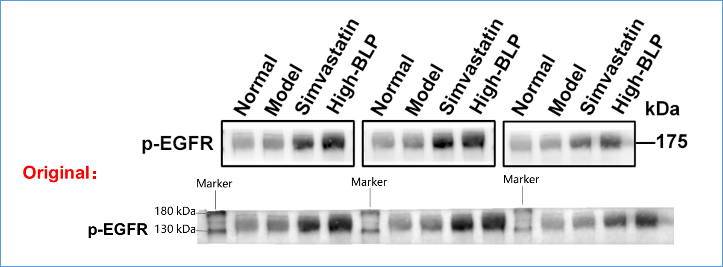 Normal Model Simvastatin High-BLP Normal Model Simvastatin High-BLP Normal Model Simvastatin High-BLP kDa
p-EGFR 175
Original：
Marker Marker Marker
180 kDa
p-EGFR 130 kDa